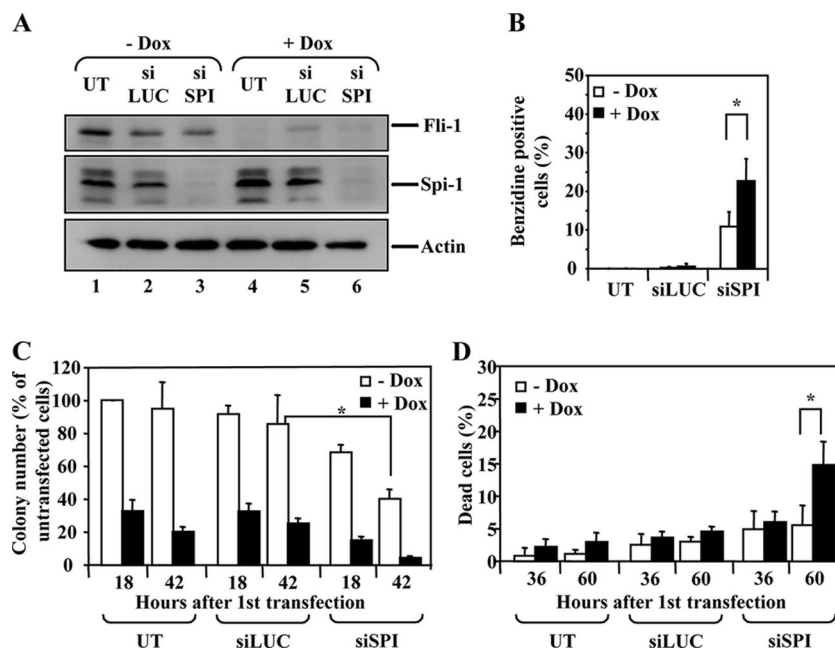 A
- Dox
+ Dox
UT
si LUC
si SPI
UT
si LUC
si SPI
Fli-1
Spi-1
Actin
1 2 3 4 5 6
B
Benzidine positive
cells (%)
50
40
30
20
10
0
- Dox
+ Dox
*
UT siLUC siSPI
C
Colony number (% of
untransfected cells)
120
100
80
60
40
20
0
- Dox
+ Dox
*
18 42 18 42 18 42
Hours after 1st transfection
UT siLUC siSPI
D
Dead cells (%)
30
25
20
15
10
5
0
- Dox
+ Dox
*
36 60 36 60 36 60
Hours after 1st transfection
UT siLUC siSPI